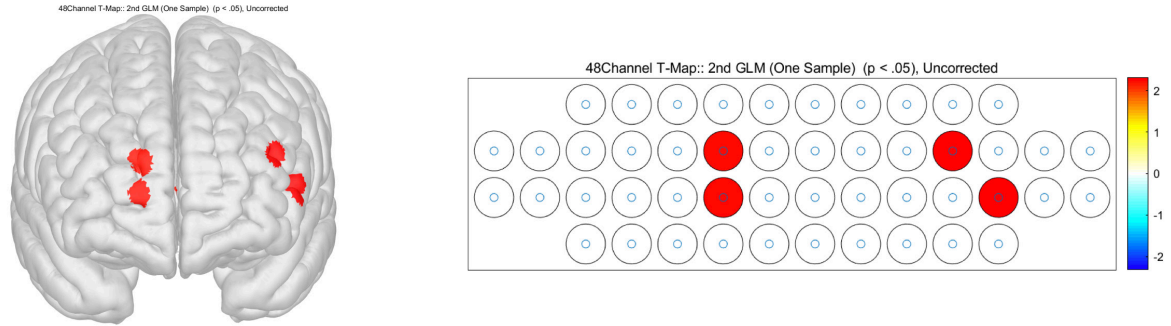 48Channel T-Map:: 2nd GLM (One Sample)  (p < .05), Uncorrected
48Channel T-Map:: 2nd GLM (One Sample)  (p < .05), Uncorrected
2
1
0
-1
-2